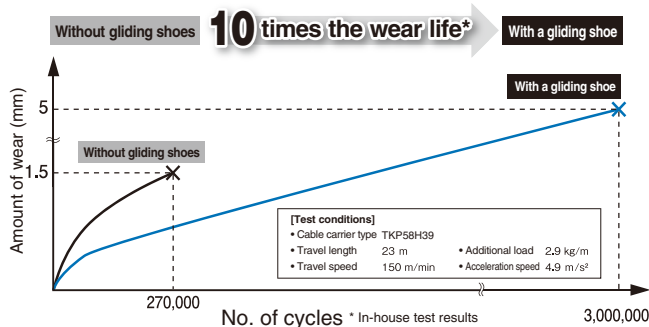 Without gliding shoes 10 times the wear life* With a gliding shoe
With a gliding shoe
5
Without gliding shoes
1.5
Amount of wear (mm)
[Test conditions]
• Cable carrier type TKP58H39
• Travel length 23 m • Additional load 2.9 kg/m
• Travel speed 150 m/min • Acceleration speed 4.9 m/s²
270,000 3,000,000
No. of cycles * In-house test results